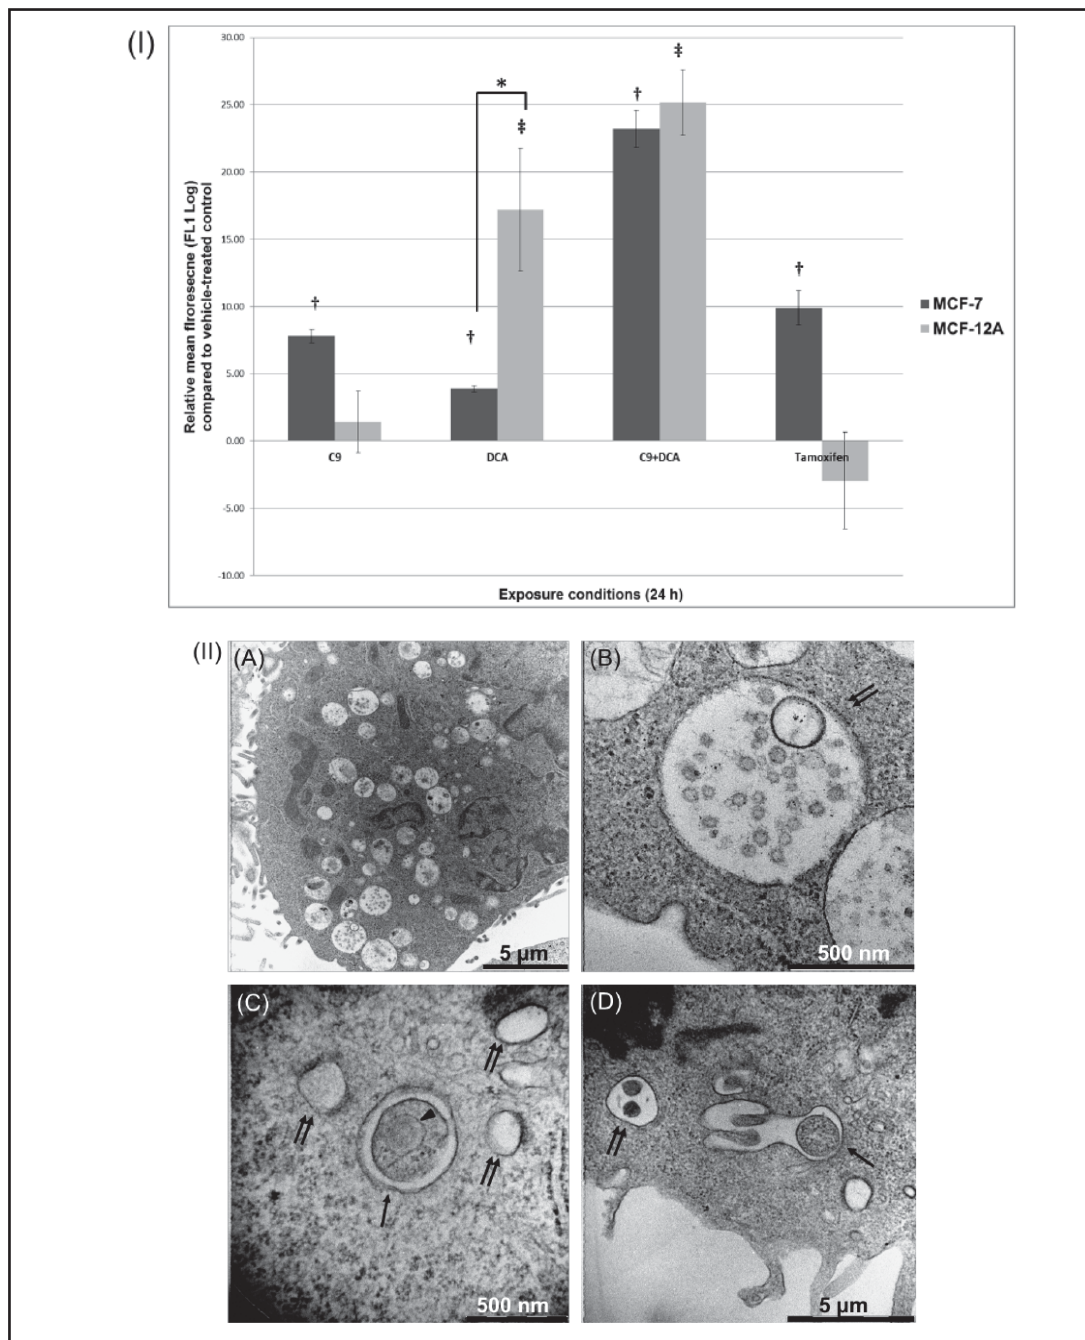 (I)
30.00
25.00
20.00
15.00
10.00
5.00
0.00
-5.00
-10.00
Relative mean floresecne (FL1 Log)
compared to vehicle-treated control
†
*
†
‡
†
‡
†
C9
DCA
C9+DCA
Tamoxifen
MCF-7
MCF-12A
Exposure conditions (24 h)
(II)
(A)
5 µm
(B)
500 nm
(C)
500 nm
(D)
5 µm